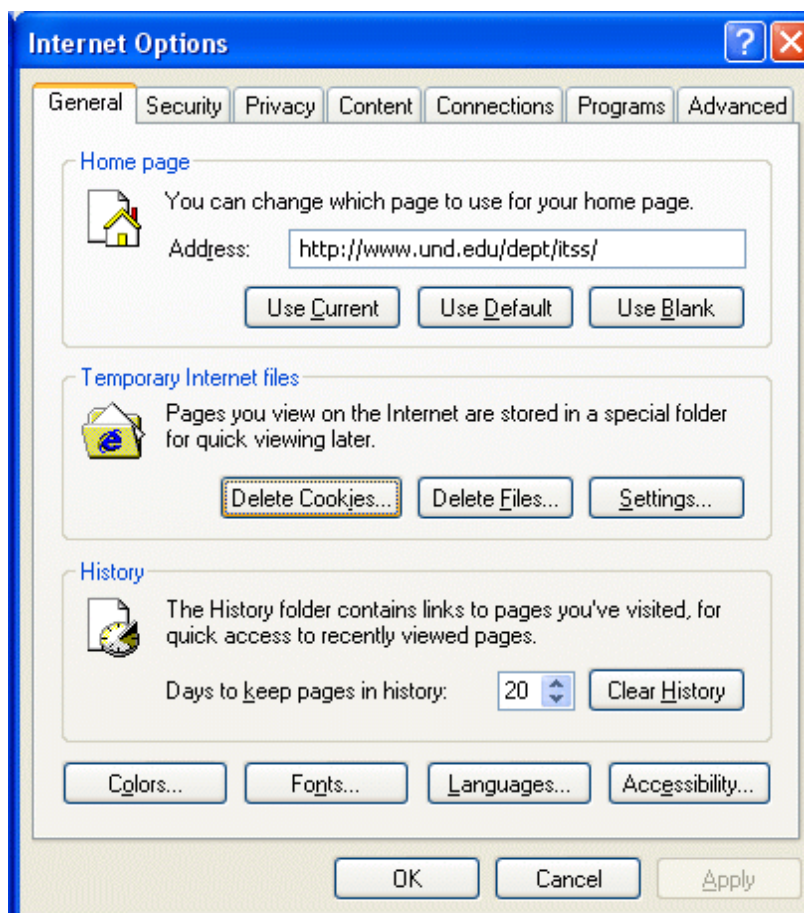 Internet Options
General Security Privacy Content Connections Programs Advanced
Home page
You can change which page to use for your home page.
Address: http://www.und.edu/dept/itss/
Use Current Use Default Use Blank
Temporary Internet files
Pages you view on the Internet are stored in a special folder
for quick viewing later.
Delete Cookies... Delete Files... Settings...
History
The History folder contains links to pages you've visited, for
quick access to recently viewed pages.
Days to keep pages in history: 20 Clear History
Colors... Fonts... Languages... Accessibility...
OK Cancel Apply